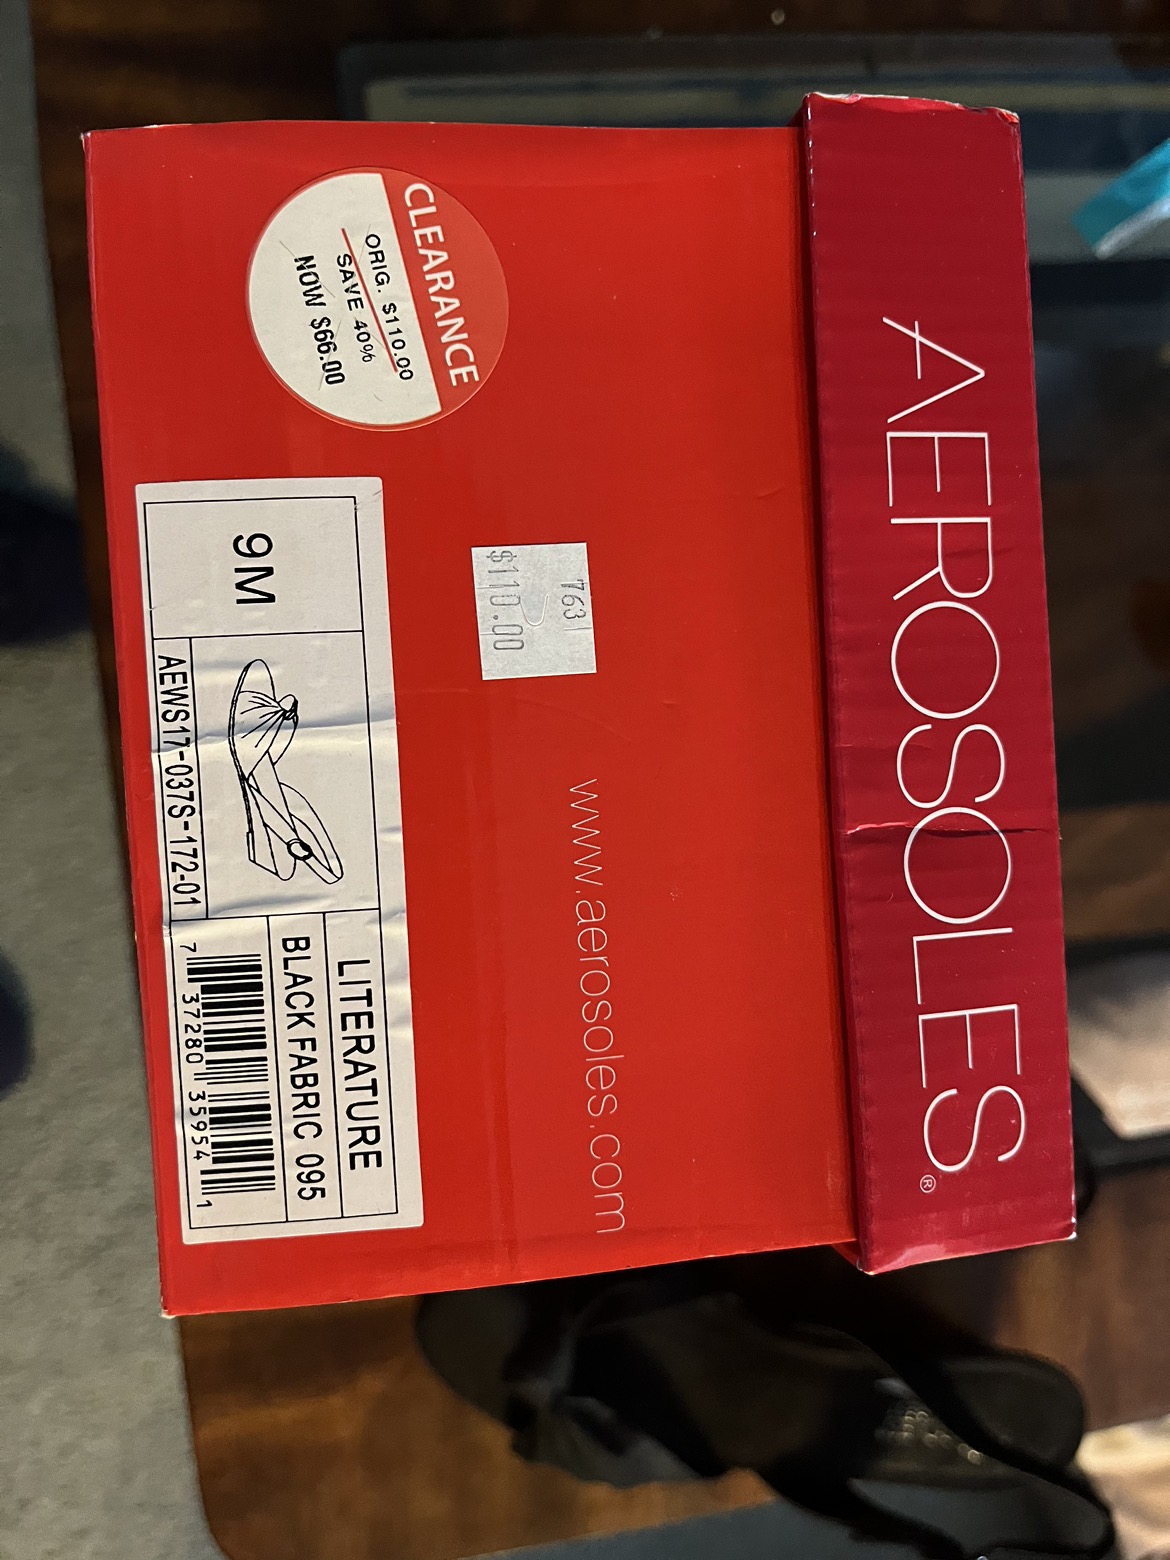 AEROSOLES®
www.aerosoles.com
763
$110.00
CLEARANCE
ORIG. $110.00
SAVE 40%
NOW $66.00
9M
LITERATURE
BLACK FABRIC 095
AEWS17-037S-172-01
7 37280 35954 1